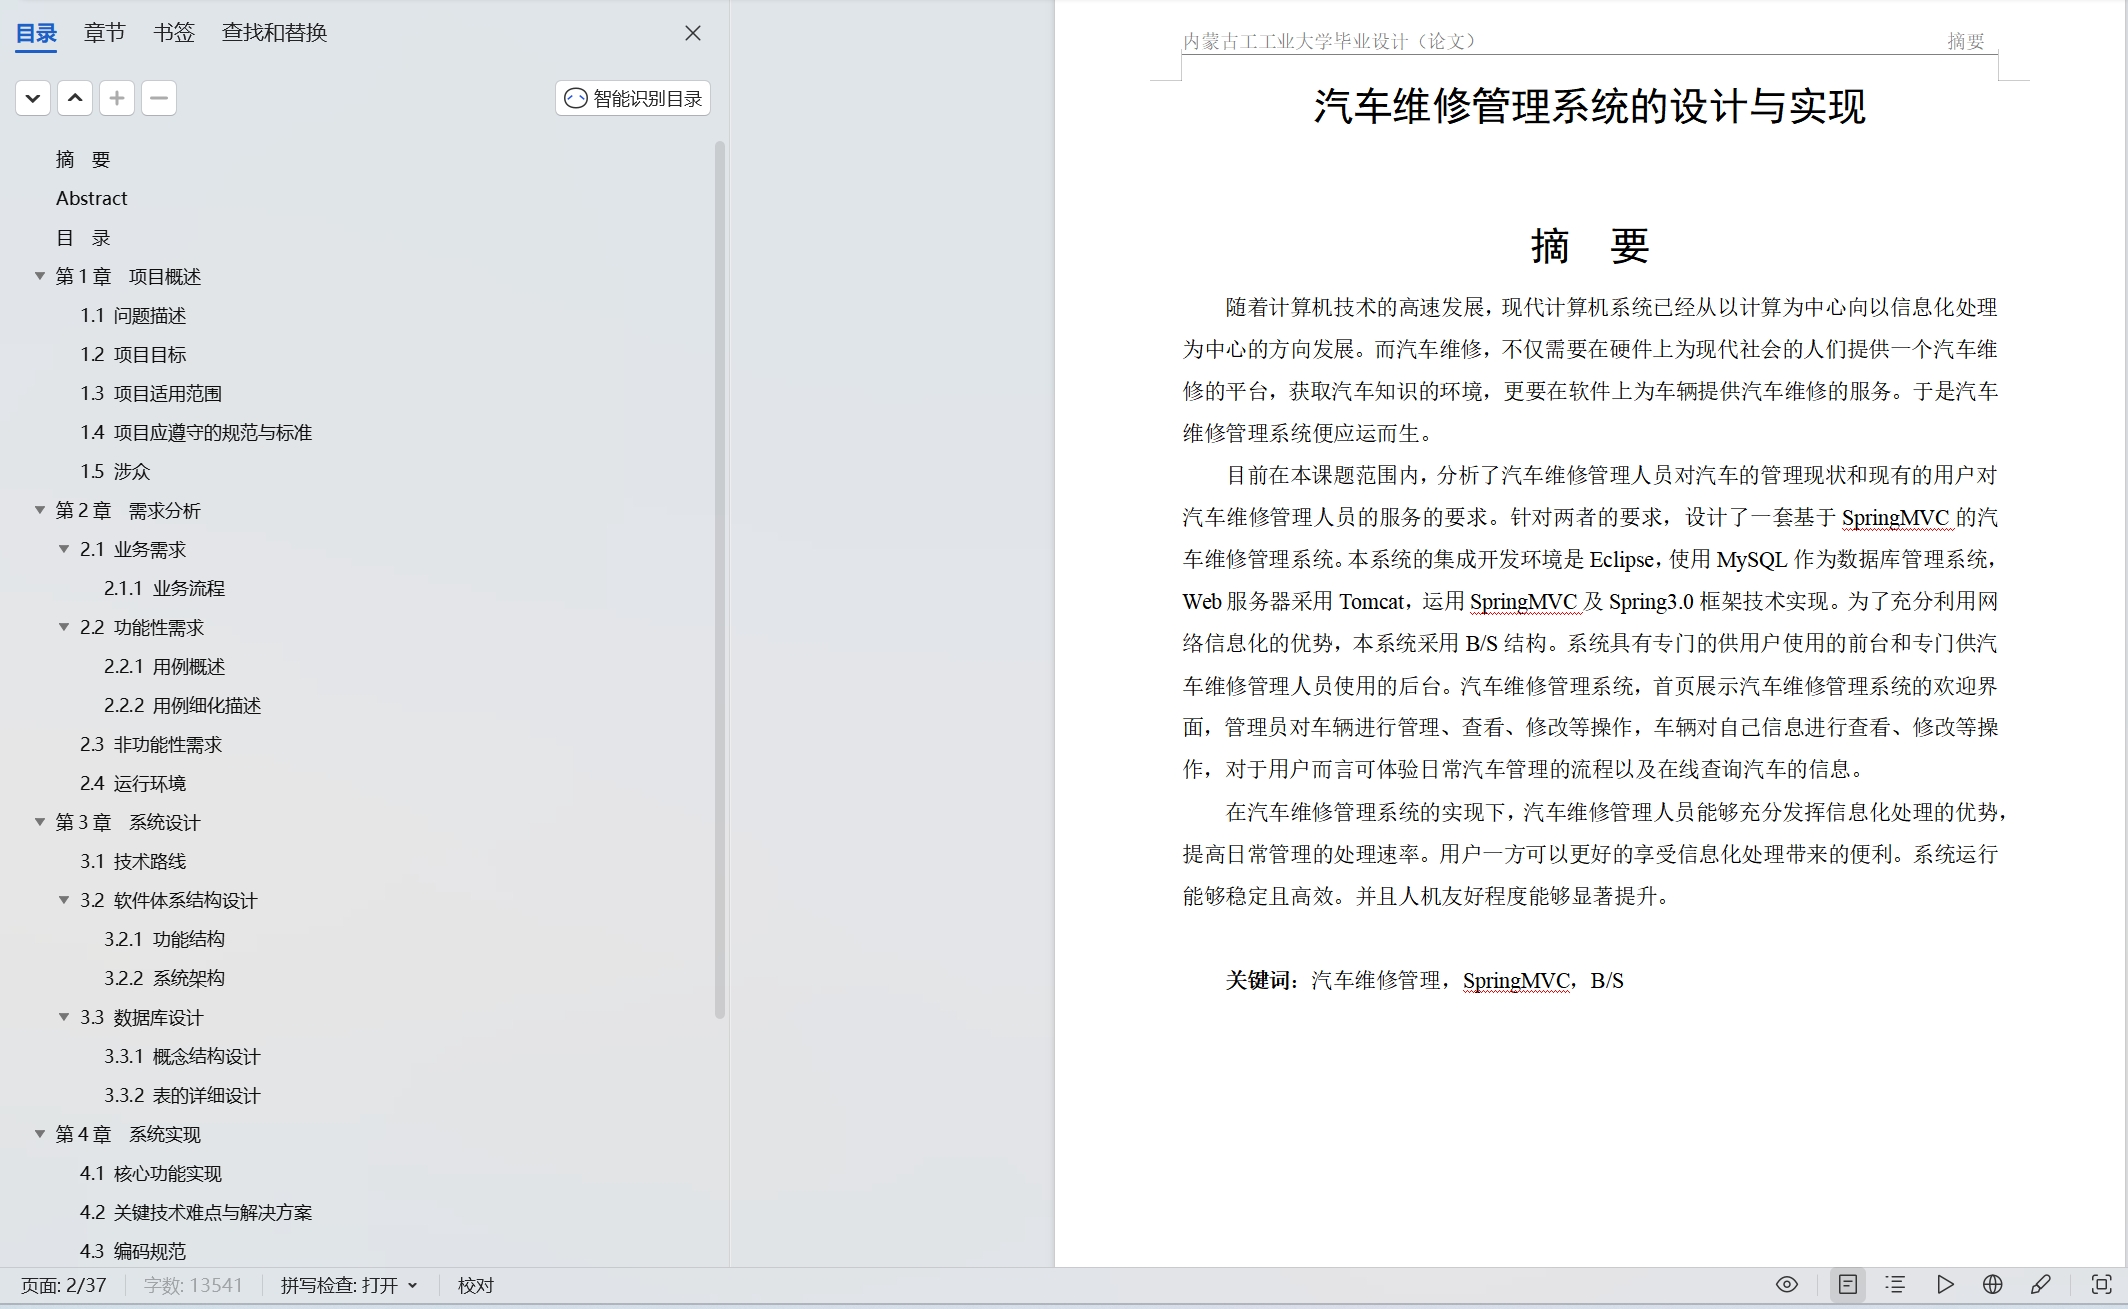 目录 章节 书签 查找和替换
智能识别目录
摘 要
Abstract
目 录
第 1 章 项目概述
1.1 问题描述
1.2 项目目标
1.3 项目适用范围
1.4 项目应遵守的规范与标准
1.5 涉众
第 2 章 需求分析
2.1 业务需求
2.1.1 业务流程
2.2 功能性需求
2.2.1 用例概述
2.2.2 用例细化描述
2.3 非功能性需求
2.4 运行环境
第 3 章 系统设计
3.1 技术路线
3.2 软件体系结构设计
3.2.1 功能结构
3.2.2 系统架构
3.3 数据库设计
3.3.1 概念结构设计
3.3.2 表的详细设计
第 4 章 系统实现
4.1 核心功能实现
4.2 关键技术难点与解决方案
4.3 编码规范
内蒙古工工业大学毕业设计（论文） 摘要
汽车维修管理系统的设计与实现
摘 要
随着计算机技术的高速发展，现代计算机系统已经从以计算为中心向以信息化处理
为中心的方向发展。而汽车维修，不仅需要在硬件上为现代社会的人们提供一个汽车维
修的平台，获取汽车知识的环境，更要在软件上为车辆提供汽车维修的服务。于是汽车
维修管理系统便应运而生。
目前在本课题范围内，分析了汽车维修管理人员对汽车的管理现状和现有的用户对
汽车维修管理人员的服务的要求。针对两者的要求，设计了一套基于 SpringMVC 的汽
车维修管理系统。本系统的集成开发环境是 Eclipse，使用 MySQL 作为数据库管理系统，
Web 服务器采用 Tomcat，运用 SpringMVC 及 Spring3.0 框架技术实现。为了充分利用网
络信息化的优势，本系统采用 B/S 结构。系统具有专门的供用户使用的前台和专门供汽
车维修管理人员使用的后台。汽车维修管理系统，首页展示汽车维修管理系统的欢迎界
面，管理员对车辆进行管理、查看、修改等操作，车辆对自己信息进行查看、修改等操
作，对于用户而言可体验日常汽车管理的流程以及在线查询汽车的信息。
在汽车维修管理系统的实现下，汽车维修管理人员能够充分发挥信息化处理的优势，
提高日常管理的处理速率。用户一方可以更好的享受信息化处理带来的便利。系统运行
能够稳定且高效。并且人机友好程度能够显著提升。
关键词：汽车维修管理，SpringMVC，B/S
页面: 2/37 字数: 13541 拼写检查: 打开 校对